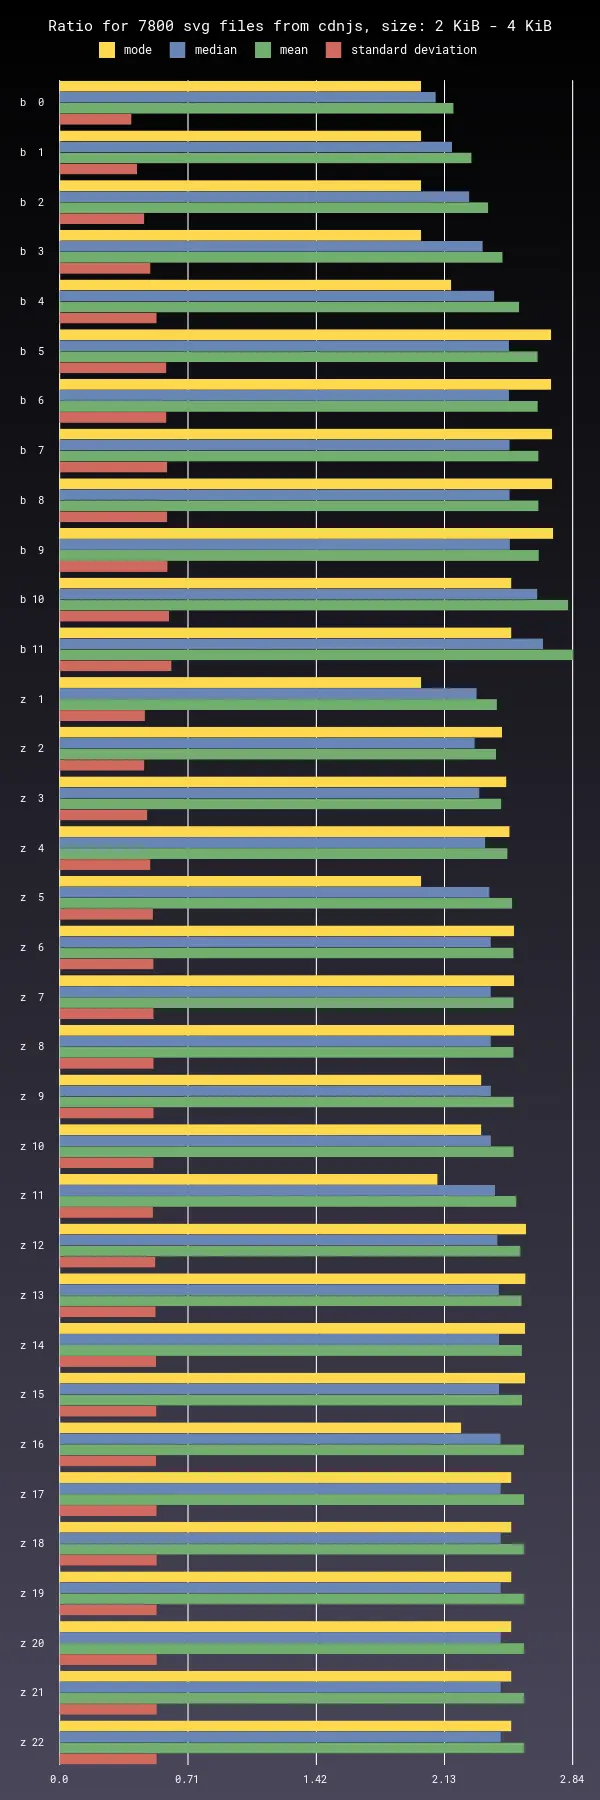 Ratio for 7800 svg files from cdnjs, size: 2 KiB - 4 KiB
mode median mean standard deviation
b 0
b 1
b 2
b 3
b 4
b 5
b 6
b 7
b 8
b 9
b 10
b 11
z 1
z 2
z 3
z 4
z 5
z 6
z 7
z 8
z 9
z 10
z 11
z 12
z 13
z 14
z 15
z 16
z 17
z 18
z 19
z 20
z 21
z 22
0.0 0.71 1.42 2.13 2.84